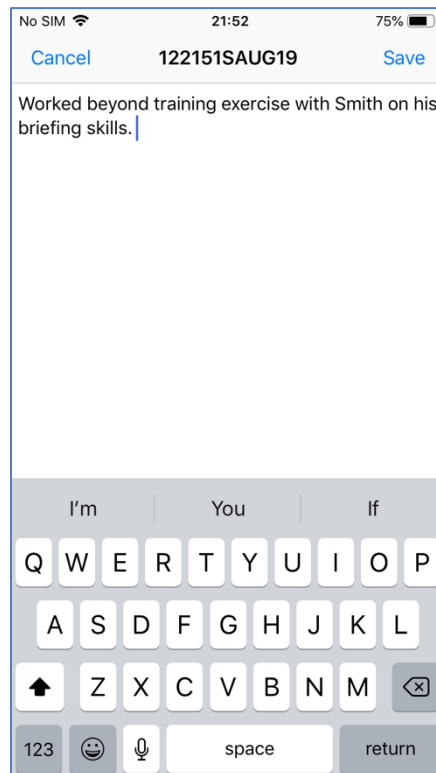 No SIM 21:52 75%
Cancel 122151SAUG19 Save
Worked beyond training exercise with Smith on his
briefing skills.
I'm You If
Q W E R T Y U I O P
A S D F G H J K L
Z X C V B N M
123 space return